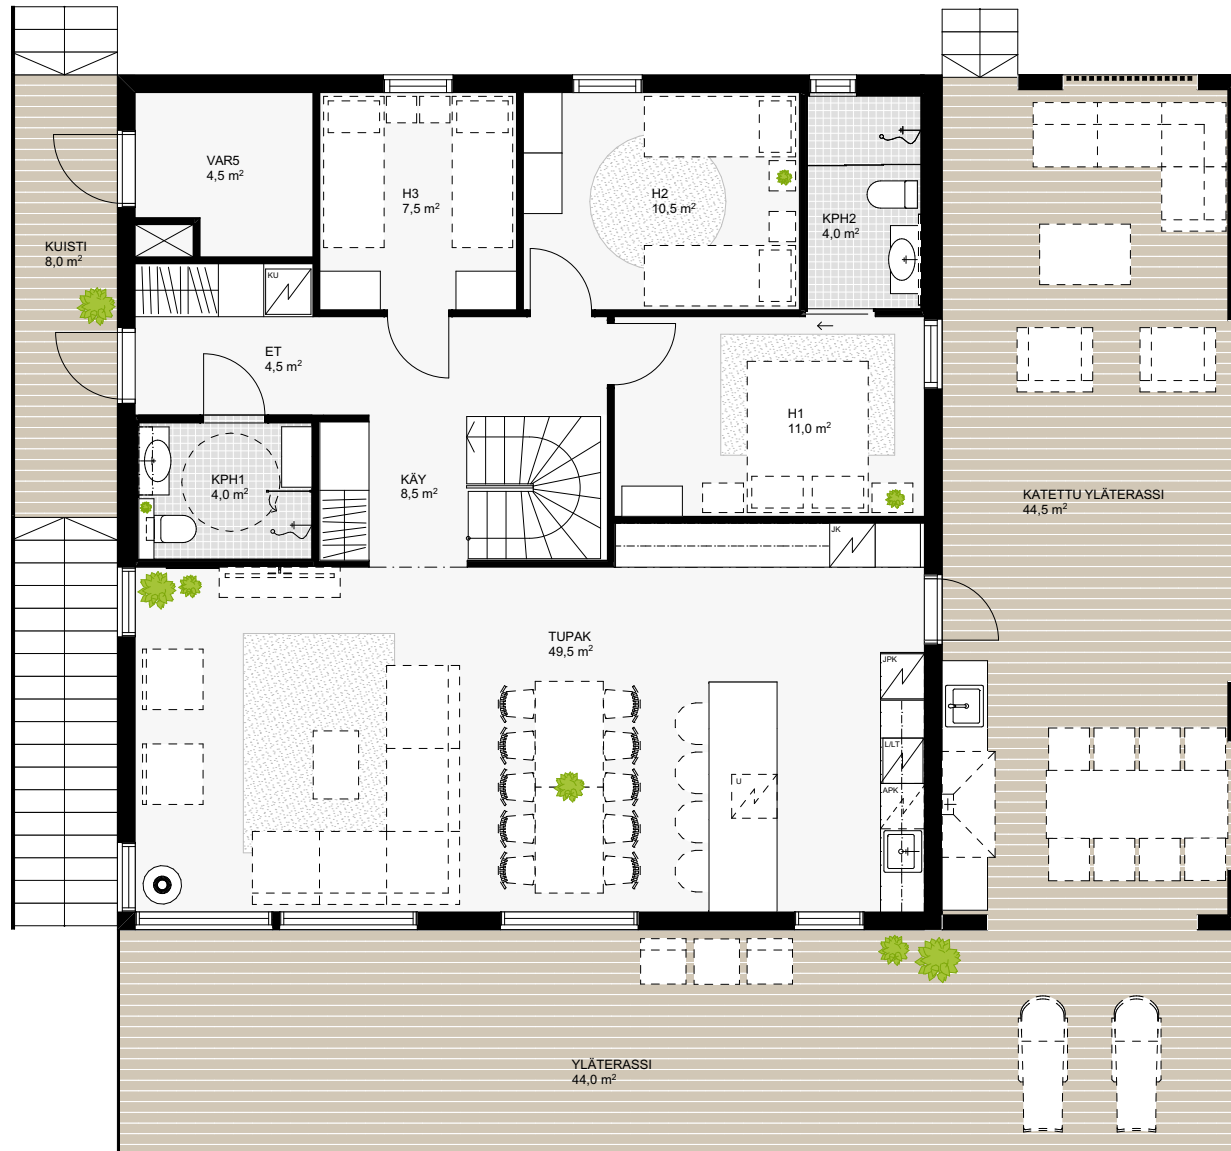 VAR5
4,5 m²
H3
7,5 m²
H2
10,5 m²
KPH2
4,0 m²
KUISTI
8,0 m²
KU
ET
4,5 m²
H1
11,0 m²
KPH1
4,0 m²
KÄY
8,5 m²
KATETTU YLÄTERASSI
44,5 m²
JK
TUPAK
49,5 m²
JPK
L/LT
U
APK
YLÄTERASSI
44,0 m²